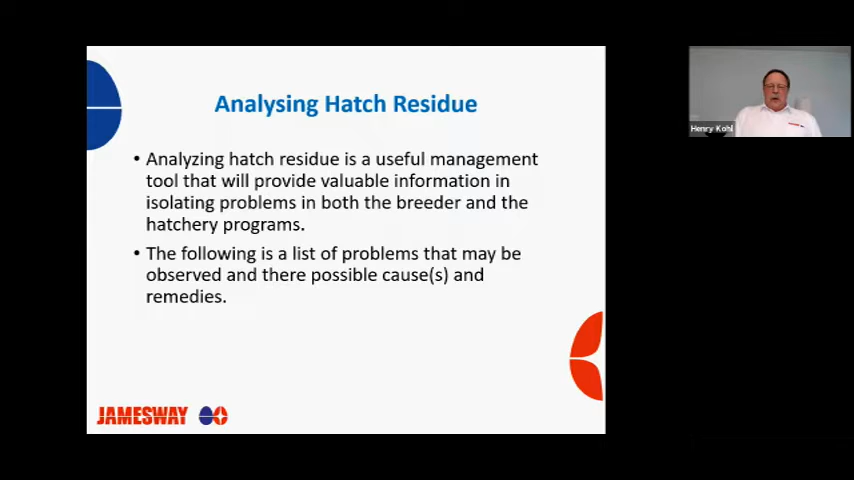 Analysing Hatch Residue
• Analyzing hatch residue is a useful management
tool that will provide valuable information in
isolating problems in both the breeder and the
hatchery programs.
• The following is a list of problems that may be
observed and there possible cause(s) and
remedies.
JAMESWAY
Henry Kohl